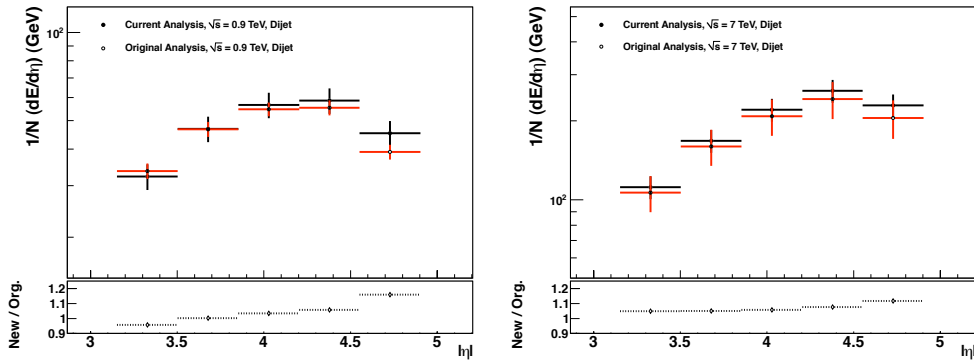 Current Analysis, √s = 0.9 TeV, Dijet
Original Analysis, √s = 0.9 TeV, Dijet
10²
1/N (dE/dη) (GeV)
New / Org.
1.2
1.1
1
0.9
3 3.5 4 4.5 5 |η|
Current Analysis, √s = 7 TeV, Dijet
Original Analysis, √s = 7 TeV, Dijet
10²
1/N (dE/dη) (GeV)
New / Org.
1.2
1.1
1
0.9
3 3.5 4 4.5 5 |η|